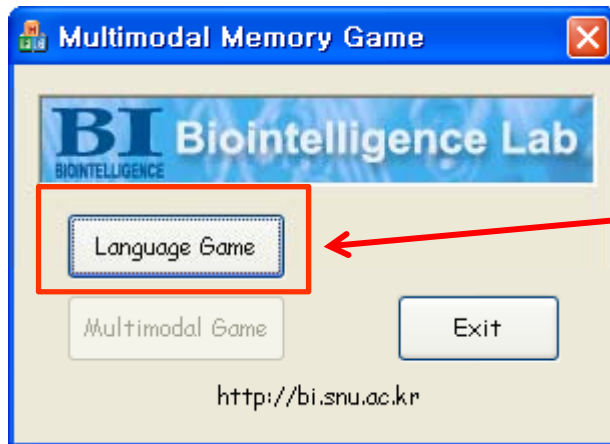 Multimodal Memory Game
BI Biointelligence Lab
BIOINTELLIGENCE
Language Game
Multimodal Game Exit
http://bi.snu.ac.kr